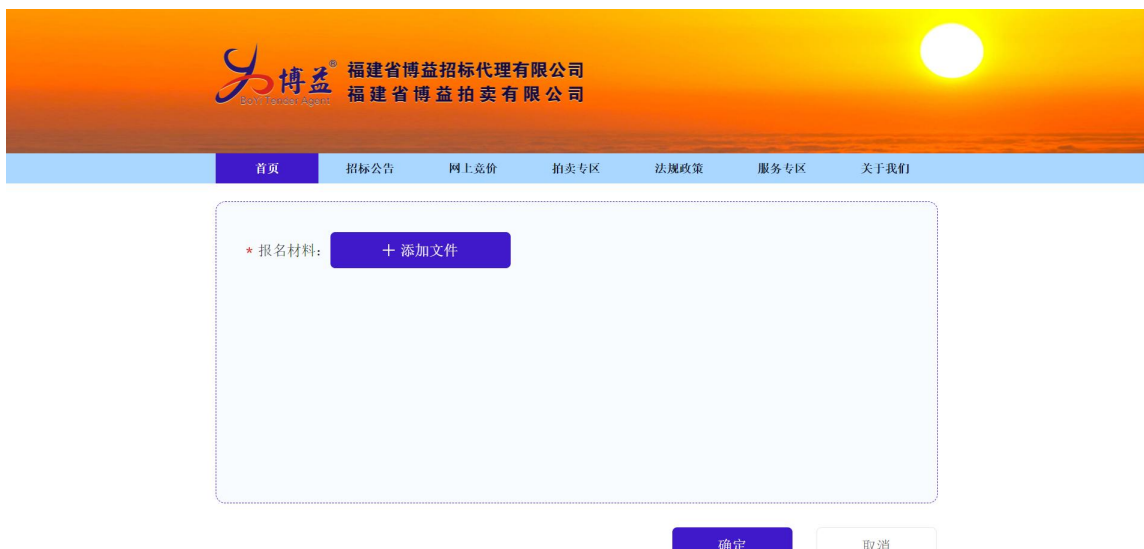 博益®
BoYi Tender Agent
福建省博益招标代理有限公司
福建省博益拍卖有限公司
首页 招标公告 网上竞价 拍卖专区 法规政策 服务专区 关于我们
* 报名材料： + 添加文件
确定 取消